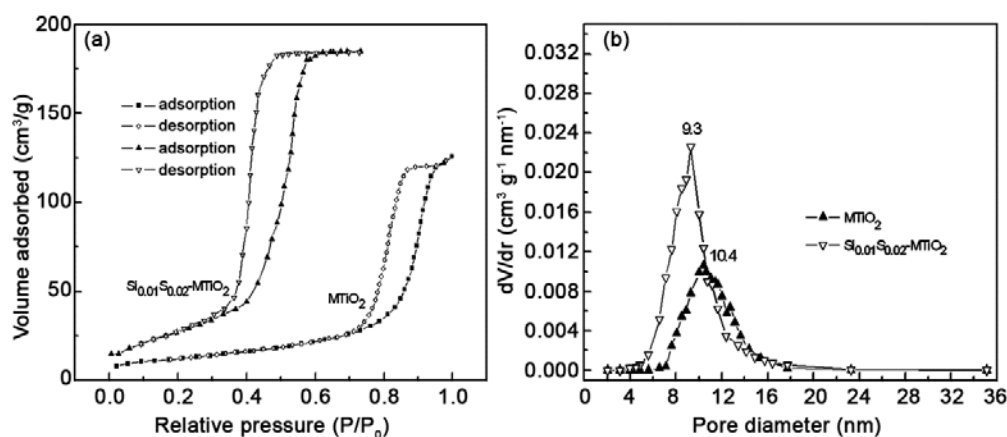 (a)
200
150
100
50
0
Volume adsorbed (cm³/g)
adsorption
desorption
adsorption
desorption
Si₀.₀₁S₀.₀₂-MTiO₂
MTiO₂
0.0 0.2 0.4 0.6 0.8 1.0
Relative pressure (P/P₀)
(b)
0.032
0.028
0.024
0.020
0.016
0.012
0.008
0.004
0.000
dV/dr (cm³ g⁻¹ nm⁻¹)
9.3
10.4
MTiO₂
Si₀.₀₁S₀.₀₂-MTiO₂
0 4 8 12 16 20 24 28 32 36
Pore diameter (nm)